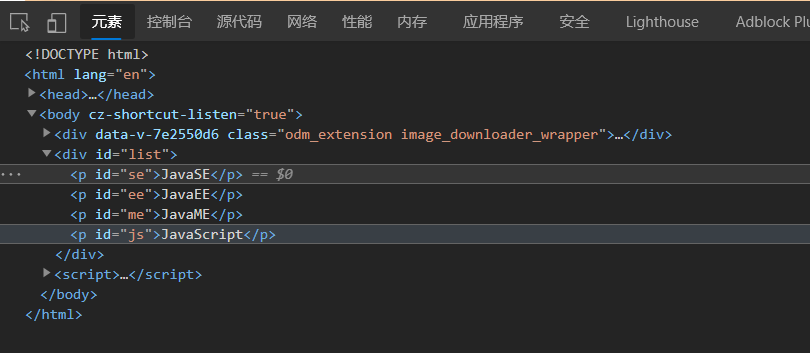 元素 控制台 源代码 网络 性能 内存 应用程序 安全 Lighthouse Adblock Plu
<!DOCTYPE html>
<html lang="en">
<head>…</head>
<body cz-shortcut-listen="true">
<div data-v-7e2550d6 class="odm_extension image_downloader_wrapper">…</div>
<div id="list">
... <p id="se">JavaSE</p> == $0
<p id="ee">JavaEE</p>
<p id="me">JavaME</p>
<p id="js">JavaScript</p>
</div>
<script>…</script>
</body>
</html>